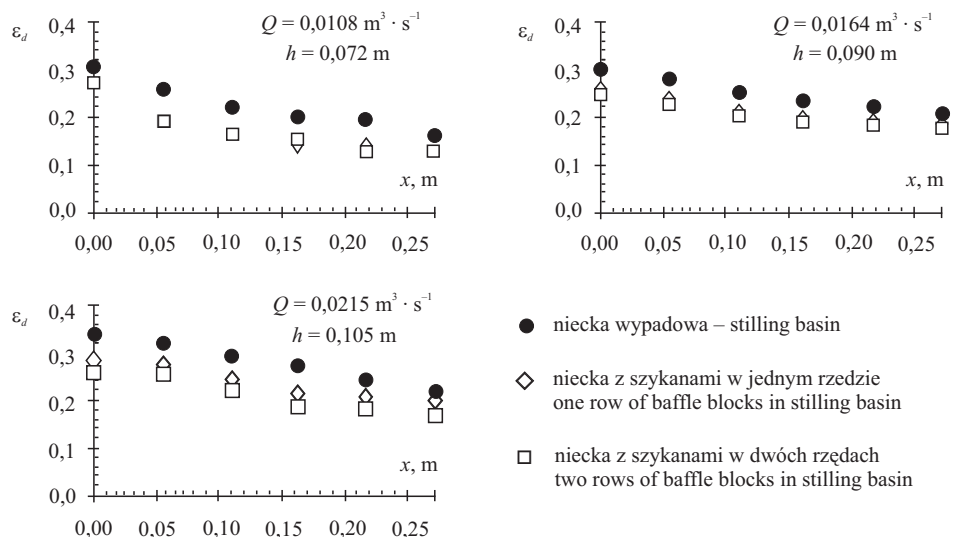 ε_d
0,4
0,3
0,2
0,1
0,0
Q = 0,0108 m³ · s⁻¹
h = 0,072 m
x, m
0,00 0,05 0,10 0,15 0,20 0,25
ε_d
0,4
0,3
0,2
0,1
0,0
Q = 0,0164 m³ · s⁻¹
h = 0,090 m
x, m
0,00 0,05 0,10 0,15 0,20 0,25
ε_d
0,4
0,3
0,2
0,1
0,0
Q = 0,0215 m³ · s⁻¹
h = 0,105 m
x, m
0,00 0,05 0,10 0,15 0,20 0,25
niecka wypadowa – stilling basin
niecka z szykanami w jednym rzedzie
one row of baffle blocks in stilling basin
niecka z szykanami w dwóch rzędach
two rows of baffle blocks in stilling basin